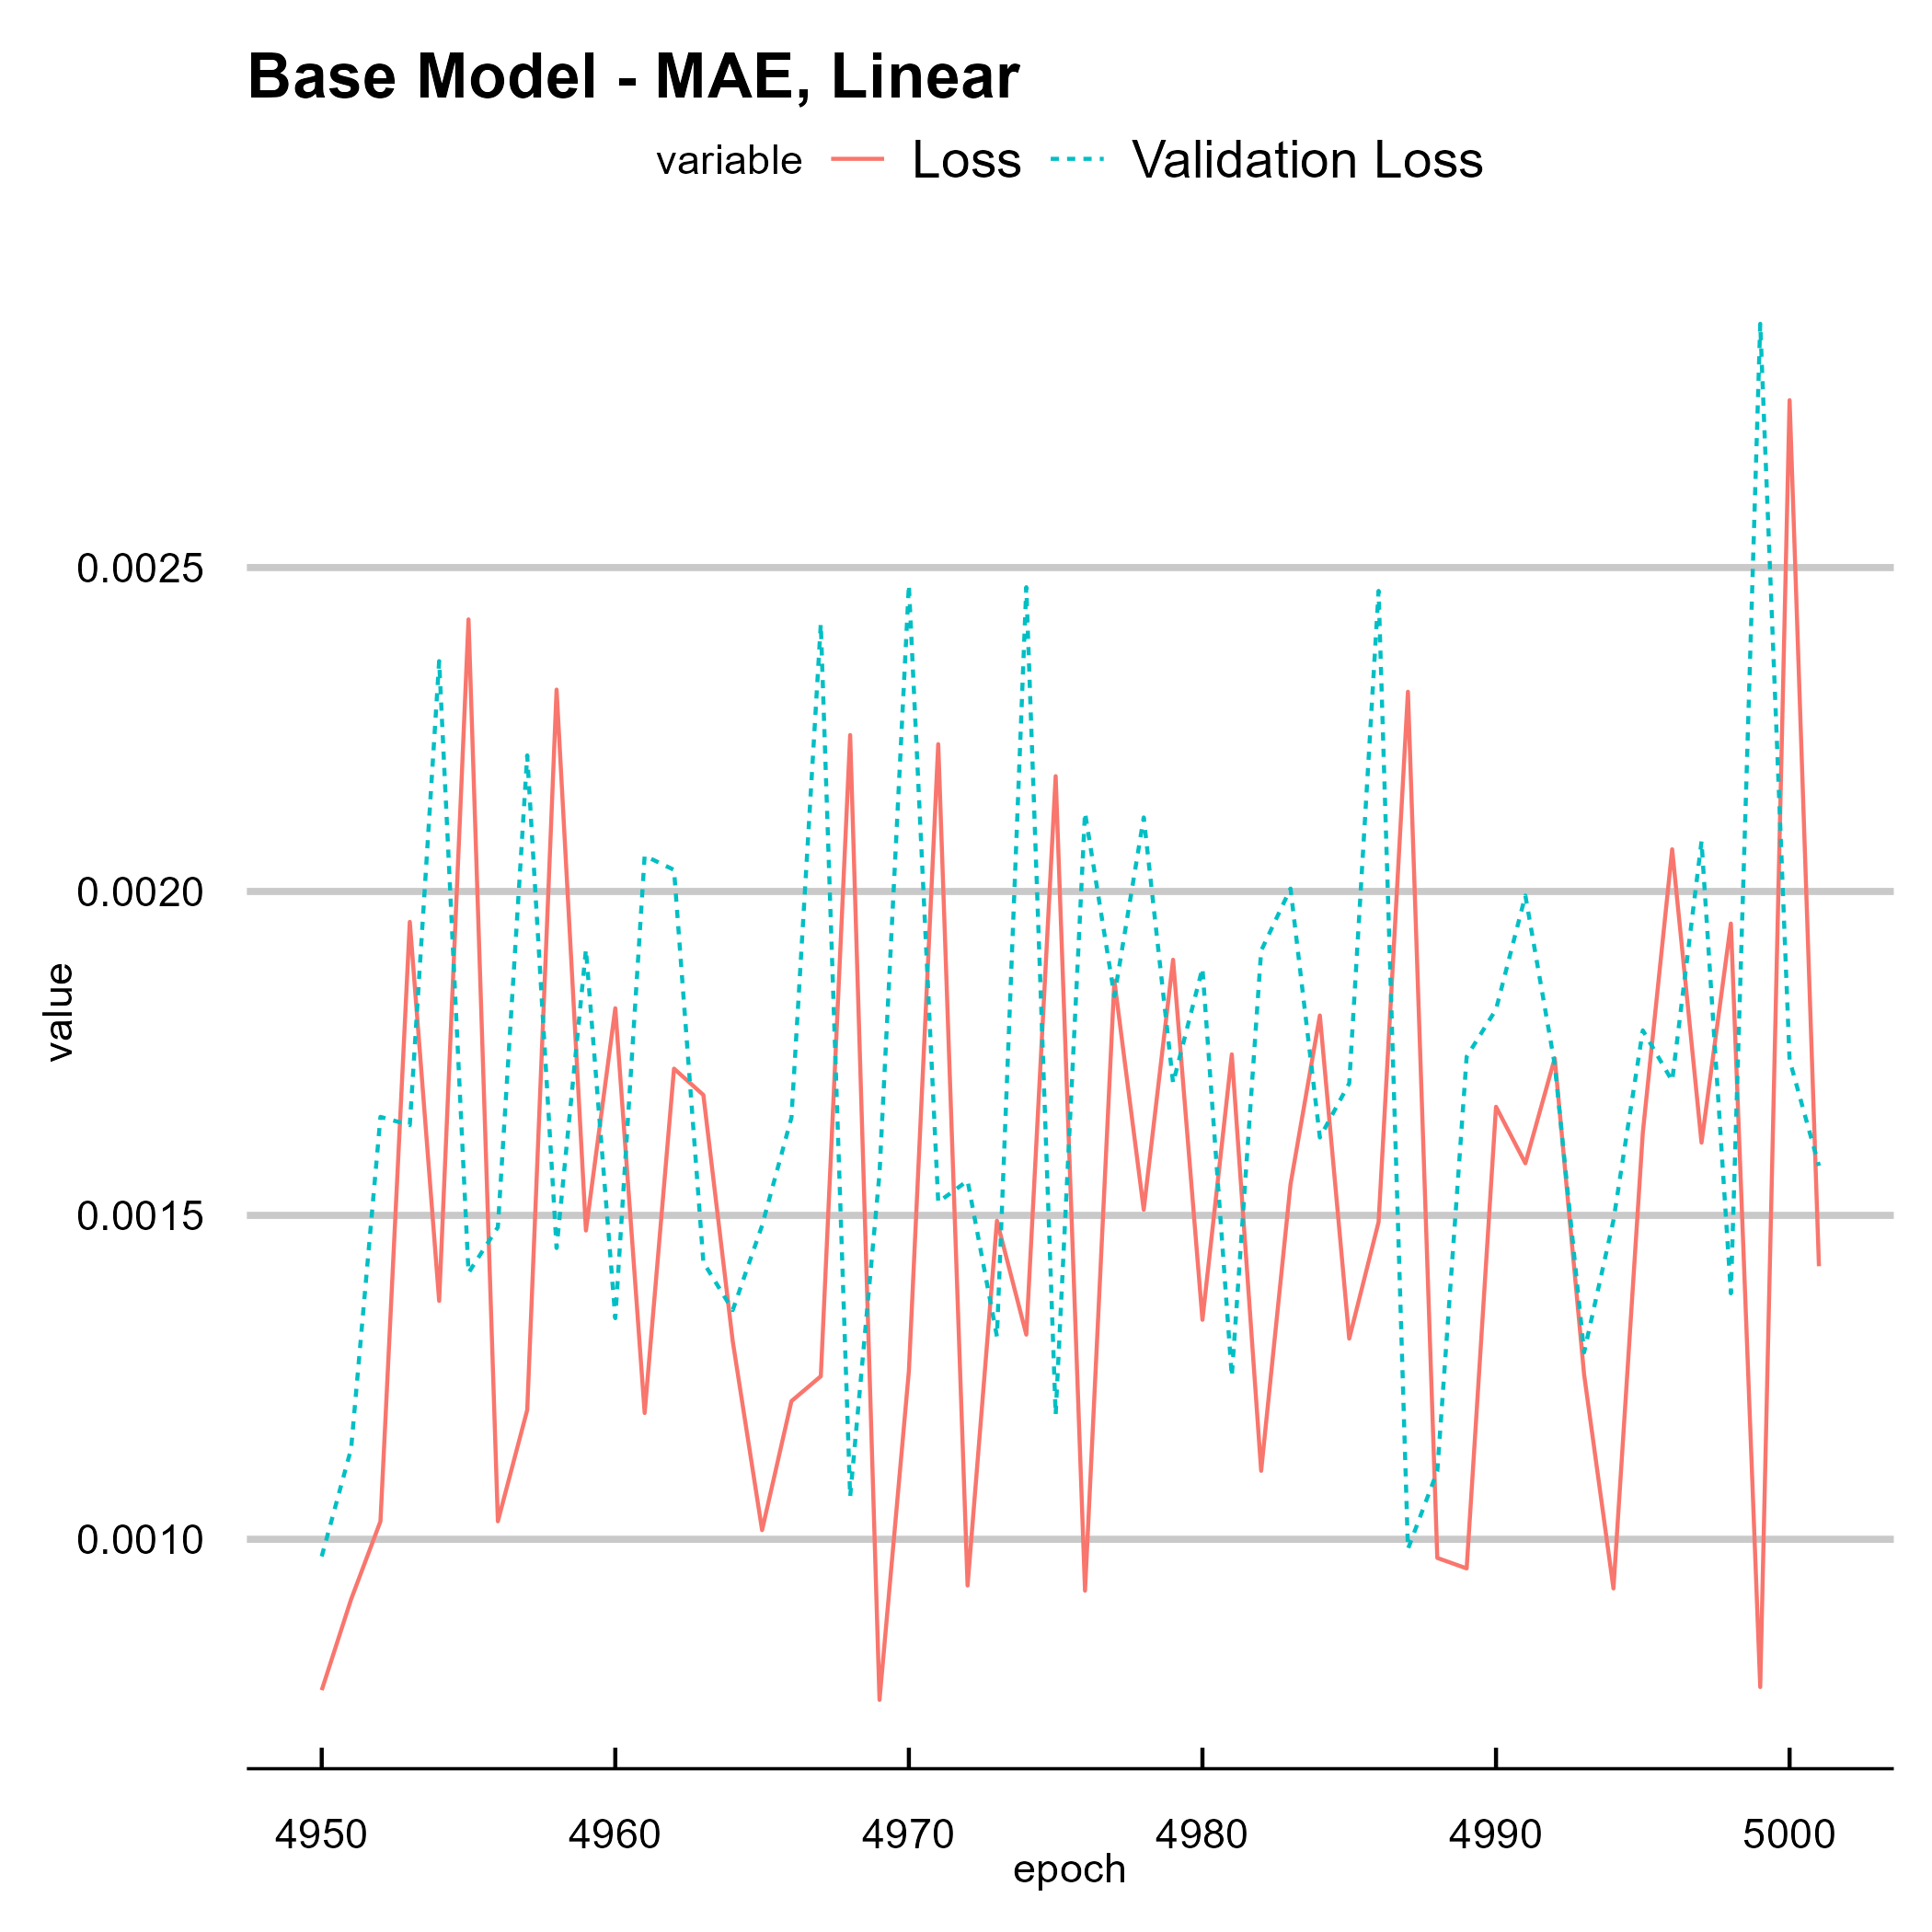 Base Model - MAE, Linear
variable Loss Validation Loss
0.0025
0.0020
value
0.0015
0.0010
4950 4960 4970 4980 4990 5000
epoch